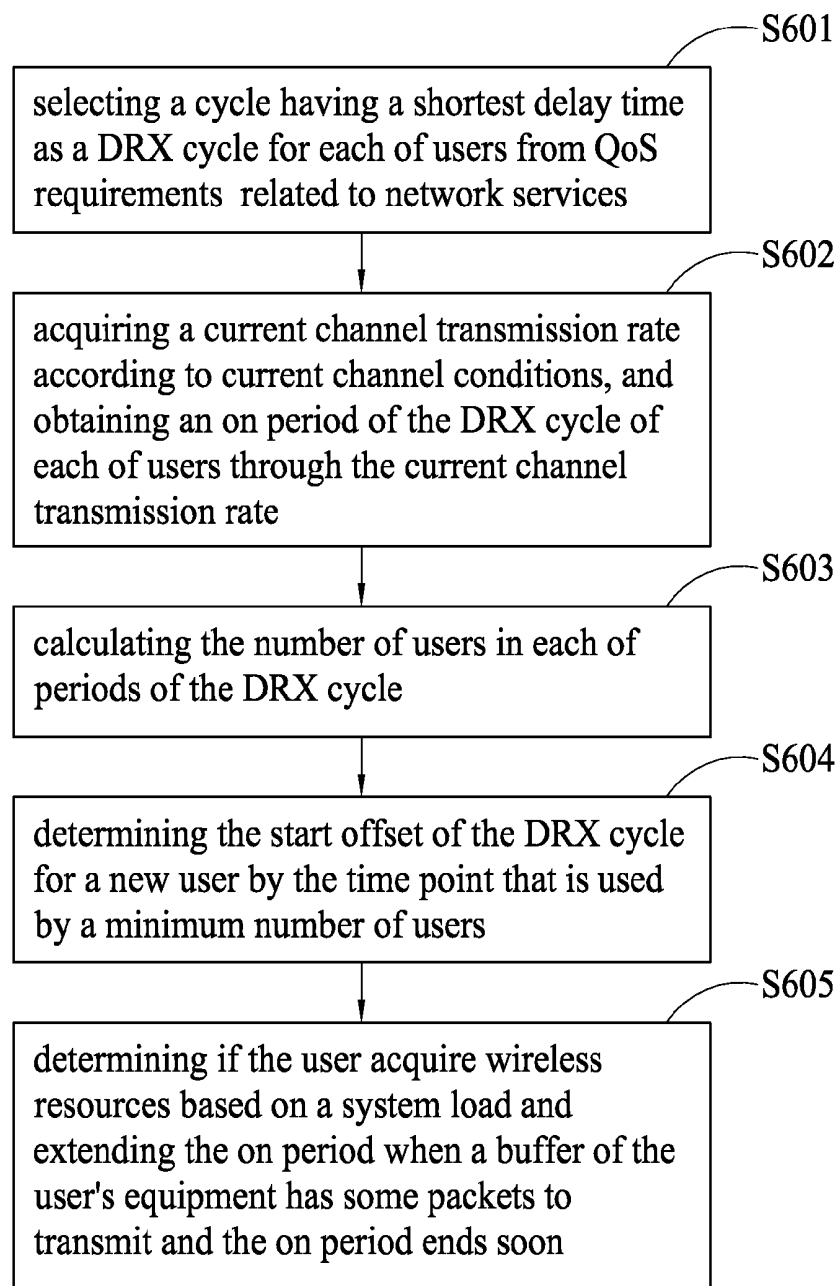 S601
selecting a cycle having a shortest delay time
as a DRX cycle for each of users from QoS
requirements related to network services
S602
acquiring a current channel transmission rate
according to current channel conditions, and
obtaining an on period of the DRX cycle of
each of users through the current channel
transmission rate
S603
calculating the number of users in each of
periods of the DRX cycle
S604
determining the start offset of the DRX cycle
for a new user by the time point that is used
by a minimum number of users
S605
determining if the user acquire wireless
resources based on a system load and
extending the on period when a buffer of the
user's equipment has some packets to
transmit and the on period ends soon